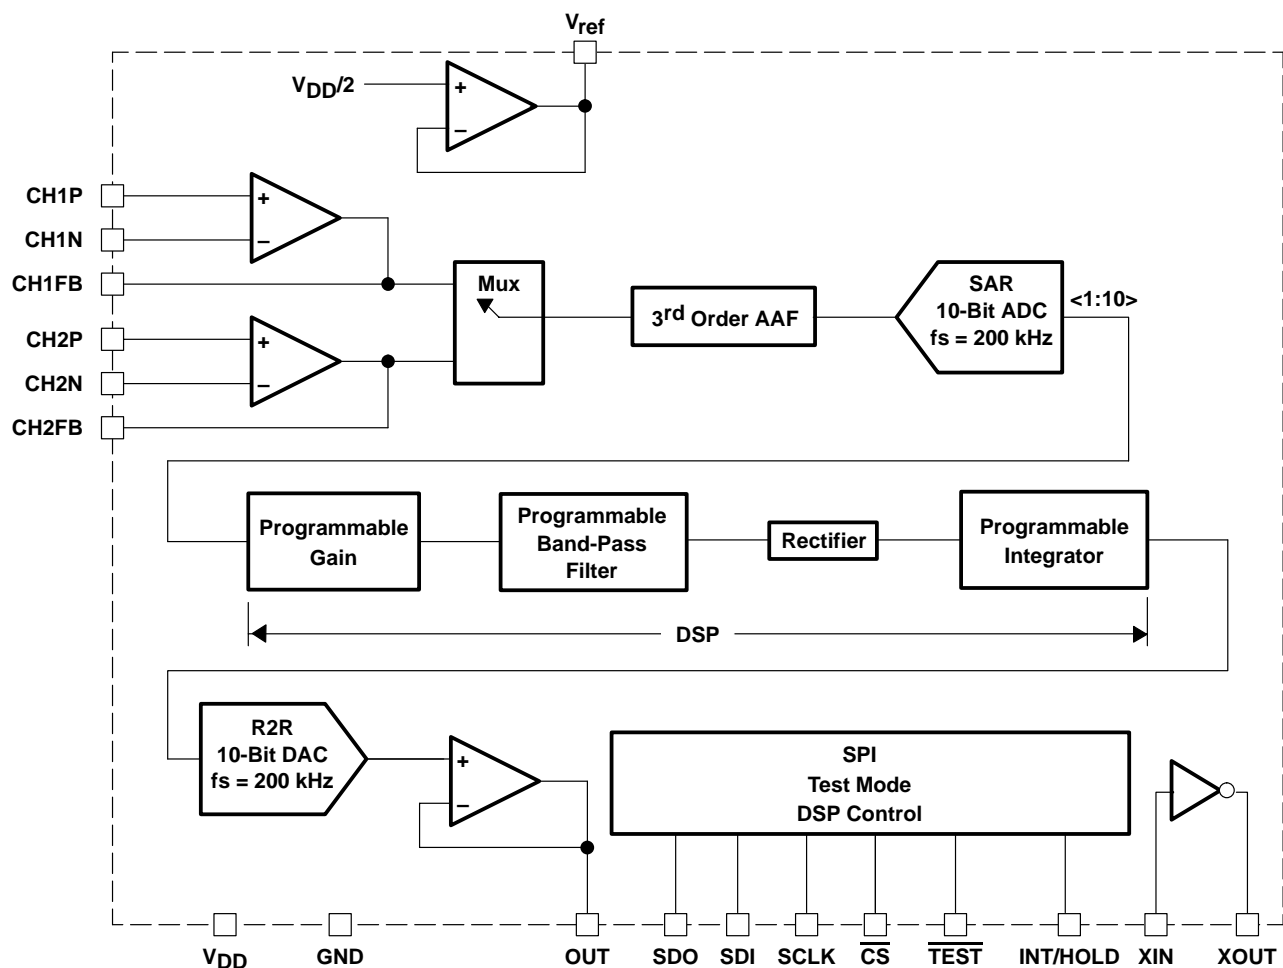 Vref
VDD/2
+
–
CH1P
+
CH1N
–
CH1FB
Mux
SAR
10-Bit ADC
fs = 200 kHz
<1:10>
3rd Order AAF
CH2P
+
CH2N
–
CH2FB
Programmable
Gain
Programmable
Band-Pass
Filter
Rectifier
Programmable
Integrator
DSP
R2R
10-Bit DAC
fs = 200 kHz
+
–
SPI
Test Mode
DSP Control
VDD
GND
OUT
SDO
SDI
SCLK
CS
TEST
INT/HOLD
XIN
XOUT